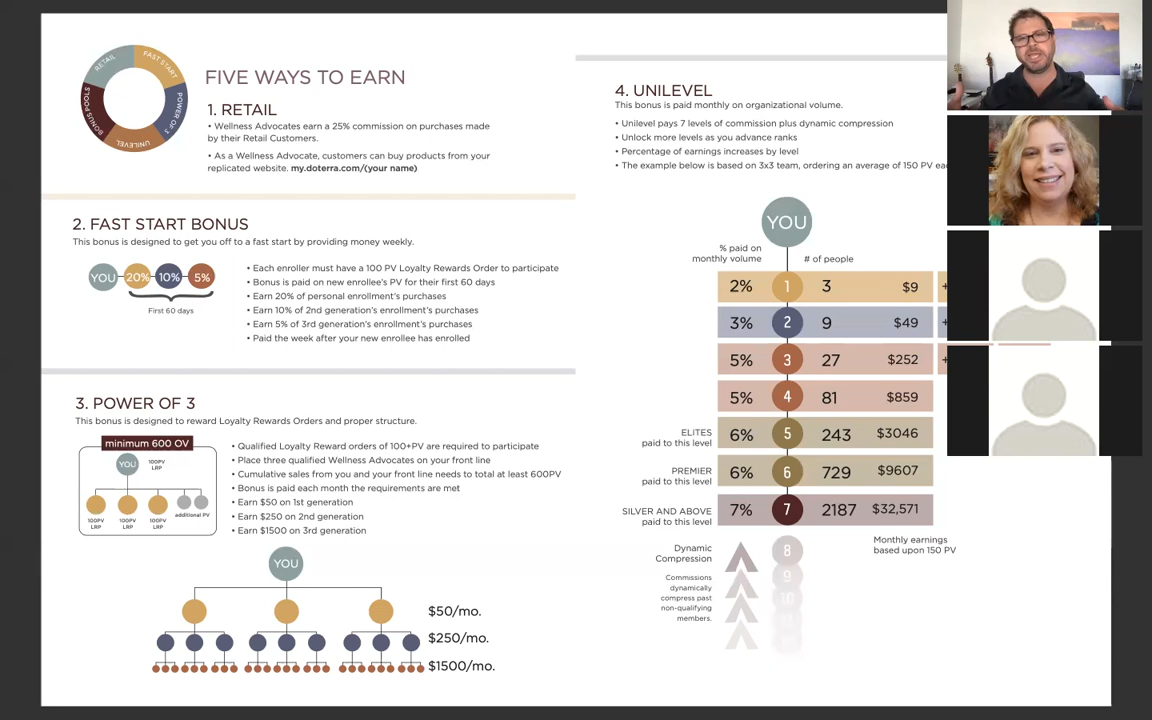 RETAIL
FAST START
POWER OF 3
UNILEVEL
BONUS POOLS
FIVE WAYS TO EARN
1. RETAIL
• Wellness Advocates earn a 25% commission on purchases made
by their Retail Customers.
• As a Wellness Advocate, customers can buy products from your
replicated website. my.doterra.com/(your name)
2. FAST START BONUS
This bonus is designed to get you off to a fast start by providing money weekly.
YOU 20% 10% 5%
First 60 days
• Each enroller must have a 100 PV Loyalty Rewards Order to participate
• Bonus is paid on new enrollee's PV for their first 60 days
• Earn 20% of personal enrollment's purchases
• Earn 10% of 2nd generation's enrollment's purchases
• Earn 5% of 3rd generation's enrollment's purchases
• Paid the week after your new enrollee has enrolled
3. POWER OF 3
This bonus is designed to reward Loyalty Rewards Orders and proper structure.
minimum 600 OV
YOU
100PV
LRP
100PV
LRP
100PV
LRP
100PV
LRP
additional PV
• Qualified Loyalty Reward orders of 100+PV are required to participate
• Place three qualified Wellness Advocates on your front line
• Cumulative sales from you and your front line needs to total at least 600PV
• Bonus is paid each month the requirements are met
• Earn $50 on 1st generation
• Earn $250 on 2nd generation
• Earn $1500 on 3rd generation
YOU
$50/mo.
$250/mo.
$1500/mo.
4. UNILEVEL
This bonus is paid monthly on organizational volume.
• Unilevel pays 7 levels of commission plus dynamic compression
• Unlock more levels as you advance ranks
• Percentage of earnings increases by level
• The example below is based on 3x3 team, ordering an average of 150 PV
YOU
% paid on
monthly volume
# of people
2% 1 3 $9 +
3% 2 9 $49 +
5% 3 27 $252 +
5% 4 81 $859
ELITES
paid to this level
6% 5 243 $3046
PREMIER
paid to this level
6% 6 729 $9607
SILVER AND ABOVE
paid to this level
7% 7 2187 $32,571
Monthly earnings
based upon 150 PV
Dynamic
Compression
Commissions
dynamically
compress past
non-qualifying
members.
8
9
10